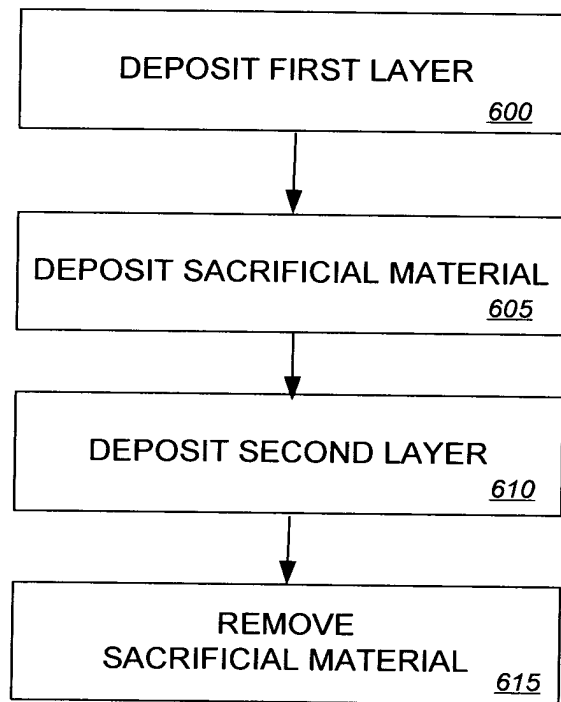 DEPOSIT FIRST LAYER
600
DEPOSIT SACRIFICIAL MATERIAL
605
DEPOSIT SECOND LAYER
610
REMOVE
SACRIFICIAL MATERIAL
615